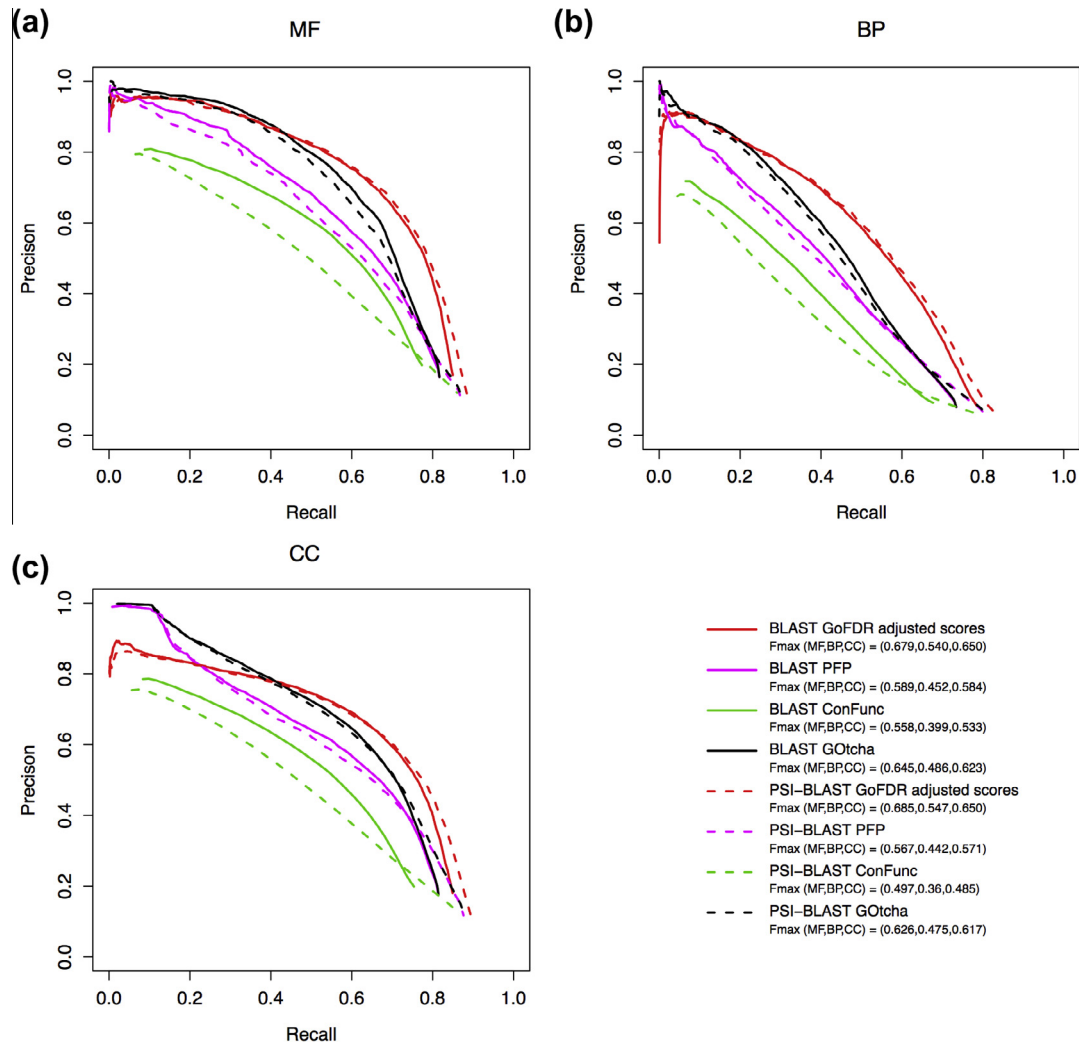 (a)
MF
1.0
0.8
0.6
0.4
0.2
0.0
Precison
0.0 0.2 0.4 0.6 0.8 1.0
Recall
(b)
BP
1.0
0.8
0.6
0.4
0.2
0.0
Precison
0.0 0.2 0.4 0.6 0.8 1.0
Recall
(c)
CC
1.0
0.8
0.6
0.4
0.2
0.0
Precison
0.0 0.2 0.4 0.6 0.8 1.0
Recall
BLAST GoFDR adjusted scores
Fmax (MF,BP,CC) = (0.679,0.540,0.650)
BLAST PFP
Fmax (MF,BP,CC) = (0.589,0.452,0.584)
BLAST ConFunc
Fmax (MF,BP,CC) = (0.558,0.399,0.533)
BLAST GOtcha
Fmax (MF,BP,CC) = (0.645,0.486,0.623)
PSI−BLAST GoFDR adjusted scores
Fmax (MF,BP,CC) = (0.685,0.547,0.650)
PSI−BLAST PFP
Fmax (MF,BP,CC) = (0.567,0.442,0.571)
PSI−BLAST ConFunc
Fmax (MF,BP,CC) = (0.497,0.36,0.485)
PSI−BLAST GOtcha
Fmax (MF,BP,CC) = (0.626,0.475,0.617)